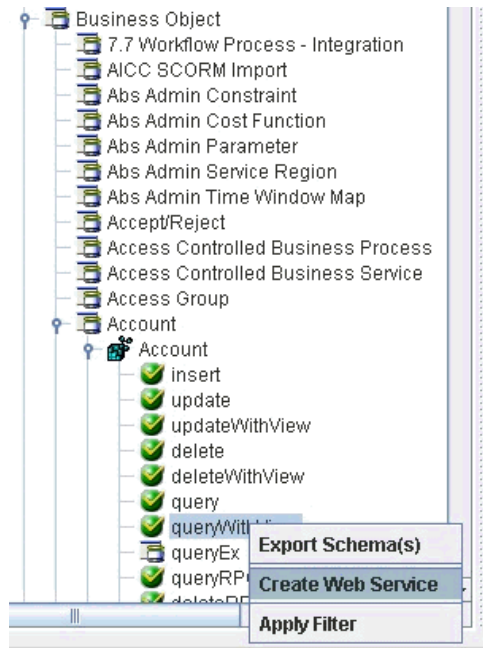 Business Object
7.7 Workflow Process - Integration
AICC SCORM Import
Abs Admin Constraint
Abs Admin Cost Function
Abs Admin Parameter
Abs Admin Service Region
Abs Admin Time Window Map
Accept/Reject
Access Controlled Business Process
Access Controlled Business Service
Access Group
Account
Account
insert
update
updateWithView
delete
deleteWithView
query
queryEx
Export Schema(s)
Create Web Service
Apply Filter